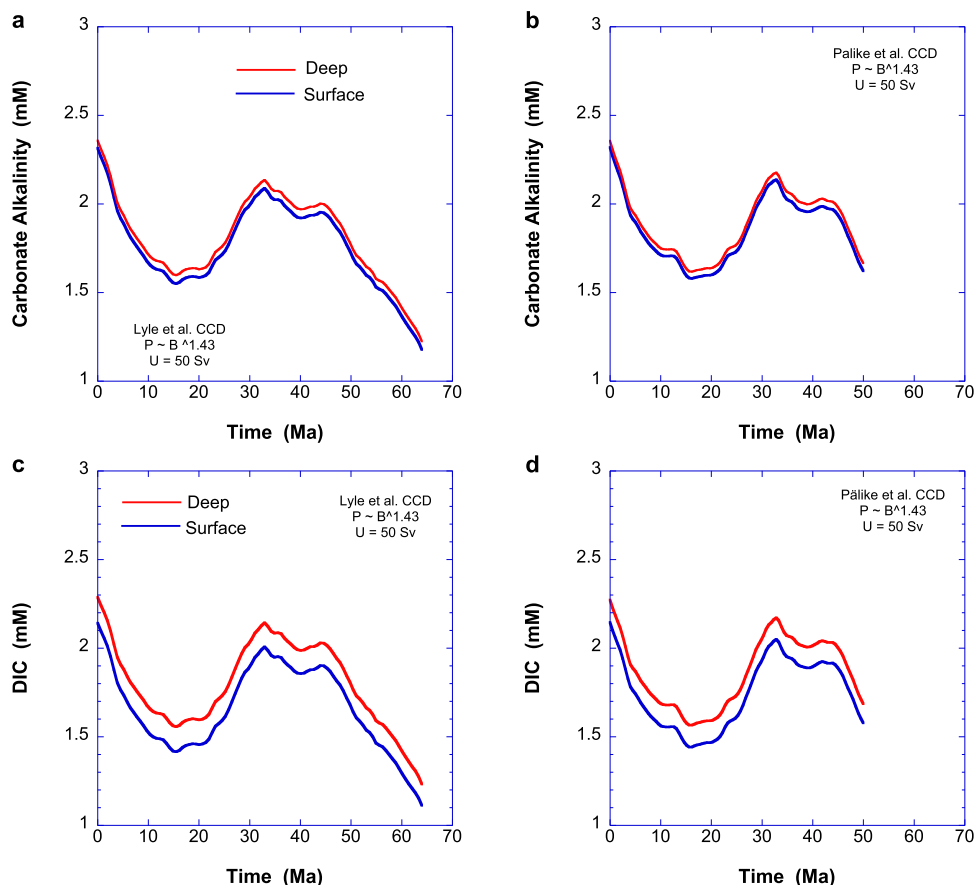 a
3
2.5
2
1.5
1
Carbonate Alkalinity (mM)
Deep
Surface
Lyle et al. CCD
P ~ B ^1.43
U = 50 Sv
0 10 20 30 40 50 60 70
Time (Ma)
b
3
2.5
2
1.5
1
Carbonate Alkalinity (mM)
Palike et al. CCD
P ~ B^1.43
U = 50 Sv
0 10 20 30 40 50 60 70
Time (Ma)
c
3
2.5
2
1.5
1
DIC (mM)
Deep
Surface
Lyle et al. CCD
P ~ B^1.43
U = 50 Sv
0 10 20 30 40 50 60 70
Time (Ma)
d
3
2.5
2
1.5
1
DIC (mM)
Pälike et al. CCD
P ~ B^1.43
U = 50 Sv
0 10 20 30 40 50 60 70
Time (Ma)